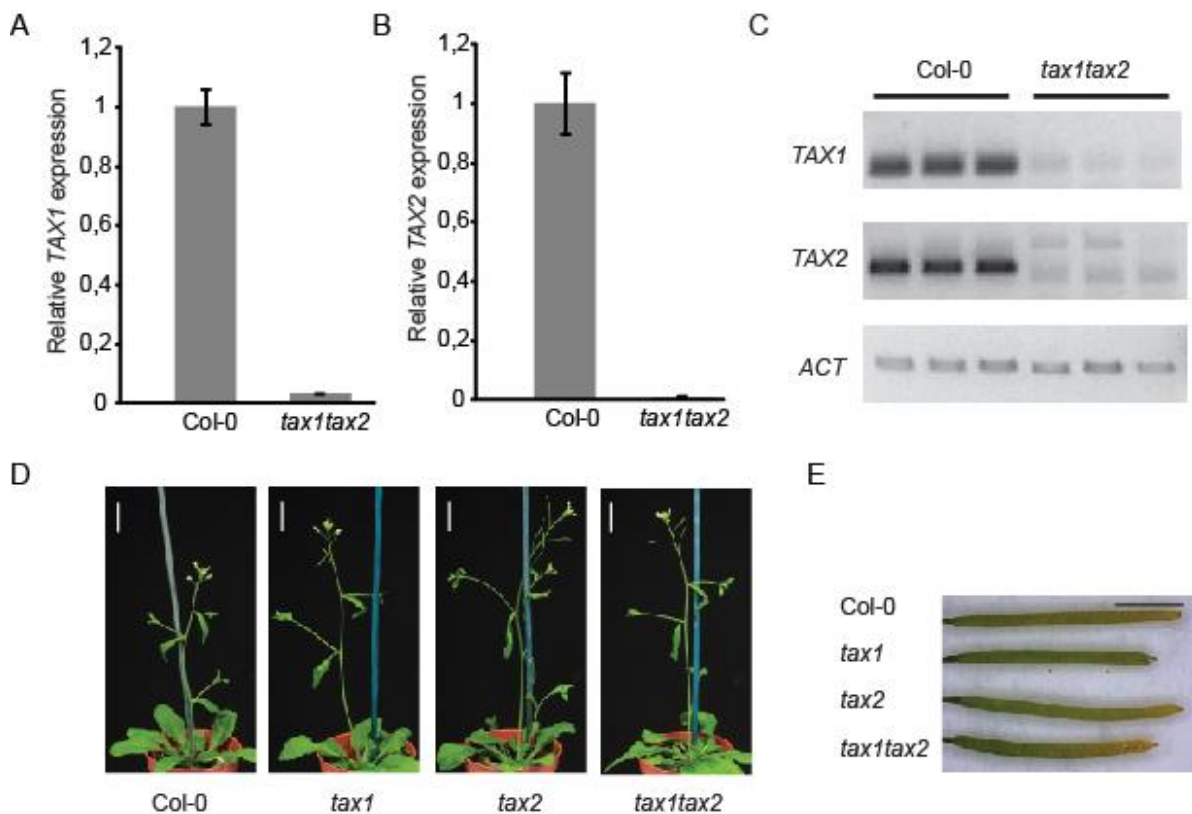 A
Relative TAX1 expression
1,2
1
0,8
0,6
0,4
0,2
0
Col-0
tax1tax2
B
Relative TAX2 expression
1,2
1
0,8
0,6
0,4
0,2
0
Col-0
tax1tax2
C
Col-0
tax1tax2
TAX1
TAX2
ACT
D
Col-0
tax1
tax2
tax1tax2
E
Col-0
tax1
tax2
tax1tax2